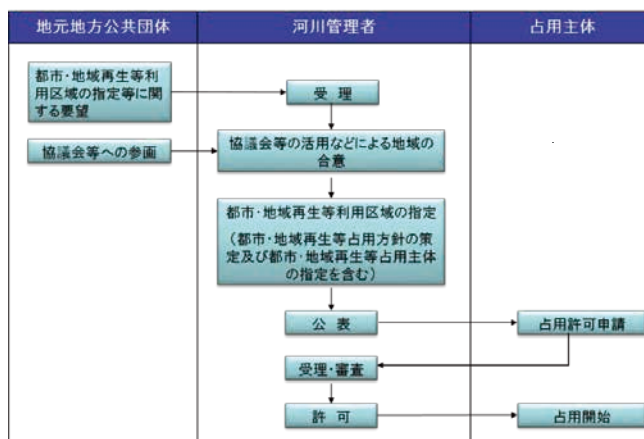 地元地方公共団体
河川管理者
占用主体
都市・地域再生等利
用区域の指定等に関
する要望
受 理
協議会等への参画
協議会等の活用などによる地域の
合意
都市・地域再生等利用区域の指定
（都市・地域再生等占用方針の策
定及び都市・地域再生等占用主体
の指定を含む）
公 表
占用許可申請
受理・審査
許 可
占用開始